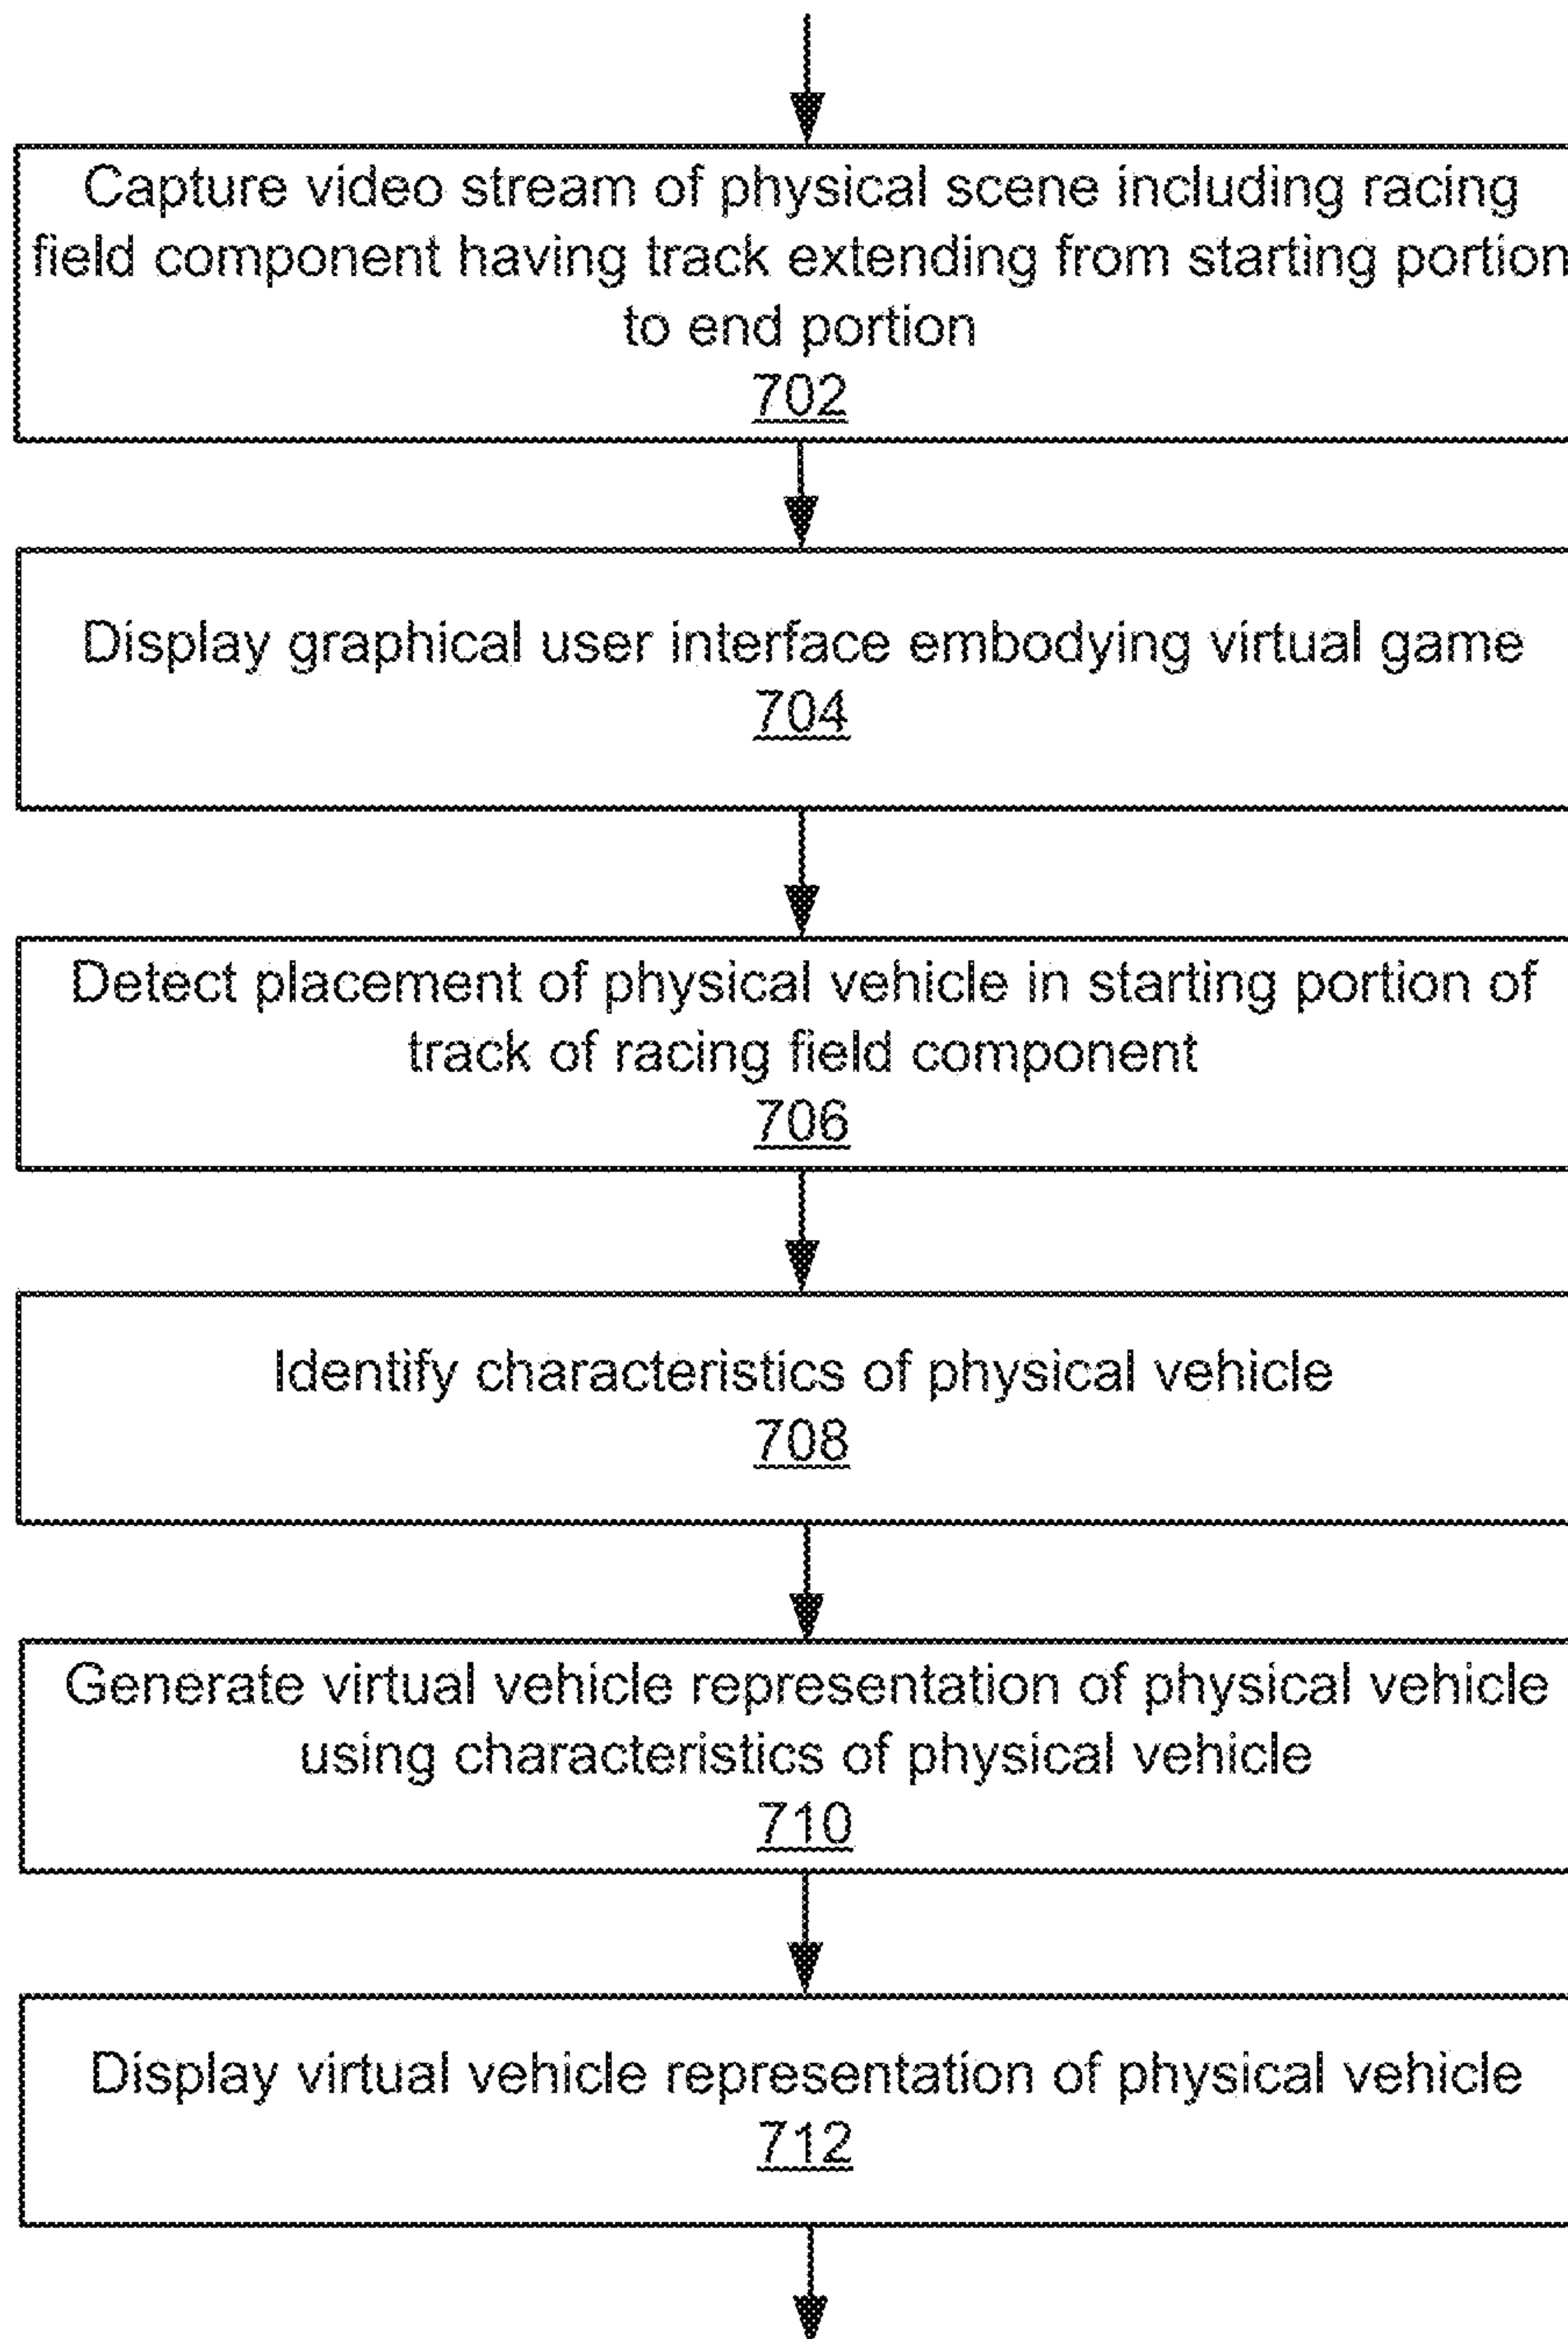 Capture video stream of physical scene including racing
field component having track extending from starting portion
to end portion
702
Display graphical user interface embodying virtual game
704
Detect placement of physical vehicle in starting portion of
track of racing field component
706
Identify characteristics of physical vehicle
708
Generate virtual vehicle representation of physical vehicle
using characteristics of physical vehicle
710
Display virtual vehicle representation of physical vehicle
712